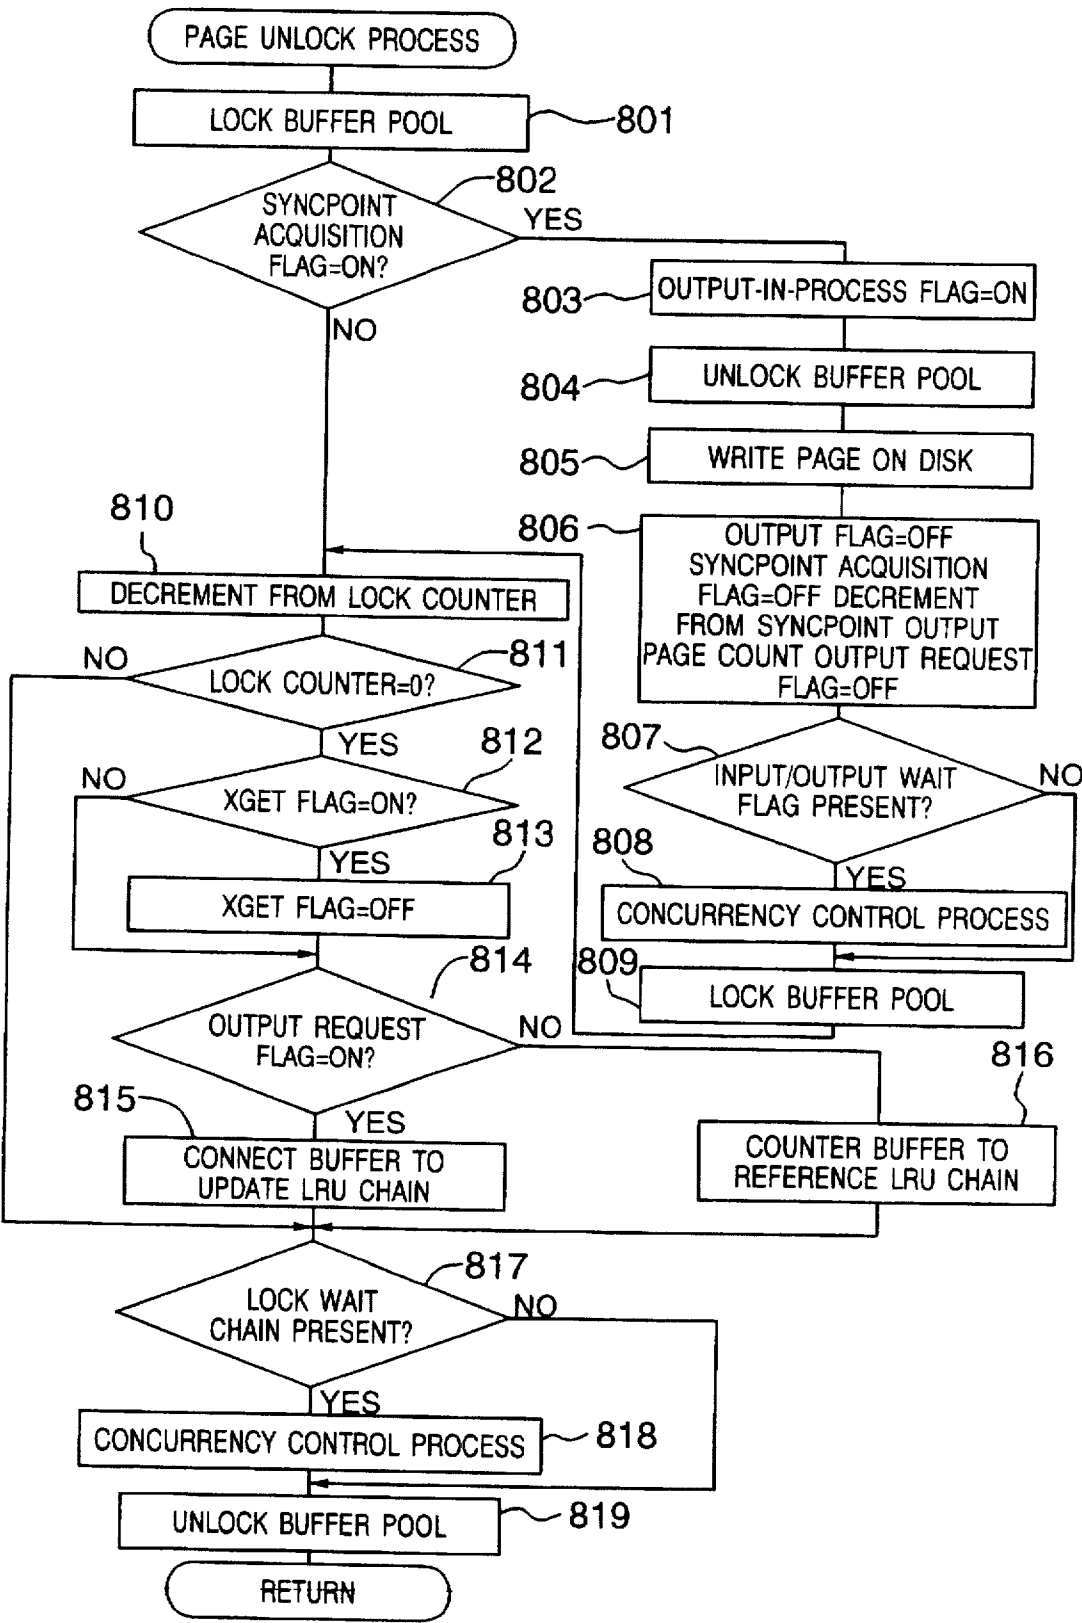 PAGE UNLOCK PROCESS
LOCK BUFFER POOL
801
802
SYNCPOINT
ACQUISITION
FLAG=ON?
YES
NO
803
OUTPUT-IN-PROCESS FLAG=ON
804
UNLOCK BUFFER POOL
805
WRITE PAGE ON DISK
806
OUTPUT FLAG=OFF
SYNCPOINT ACQUISITION
FLAG=OFF DECREMENT
FROM SYNCPOINT OUTPUT
PAGE COUNT OUTPUT REQUEST
FLAG=OFF
807
INPUT/OUTPUT WAIT
FLAG PRESENT?
NO
YES
808
CONCURRENCY CONTROL PROCESS
809
LOCK BUFFER POOL
810
DECREMENT FROM LOCK COUNTER
811
LOCK COUNTER=0?
NO
YES
812
XGET FLAG=ON?
NO
YES
813
XGET FLAG=OFF
814
OUTPUT REQUEST
FLAG=ON?
NO
YES
815
CONNECT BUFFER TO
UPDATE LRU CHAIN
816
COUNTER BUFFER TO
REFERENCE LRU CHAIN
817
LOCK WAIT
CHAIN PRESENT?
NO
YES
CONCURRENCY CONTROL PROCESS
818
UNLOCK BUFFER POOL
819
RETURN